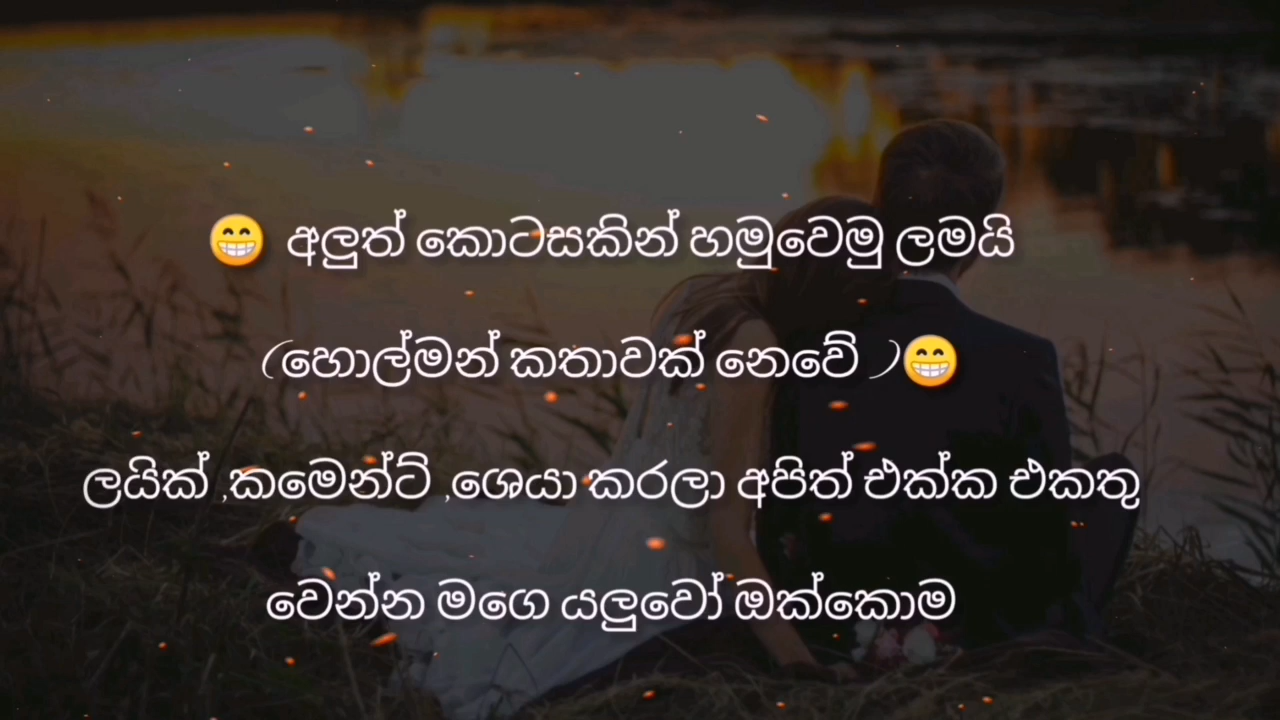 😁 අලුත් කොටසකින් හමුවෙමු ලමයි
(හොල්මන් කතාවක් නෙවේ )😁
ලයික් ,කමෙන්ට් ,ශෙයා කරලා අපිත් එක්ක එකතු
වෙන්න මගෙ යලුවෝ ඔක්කොම